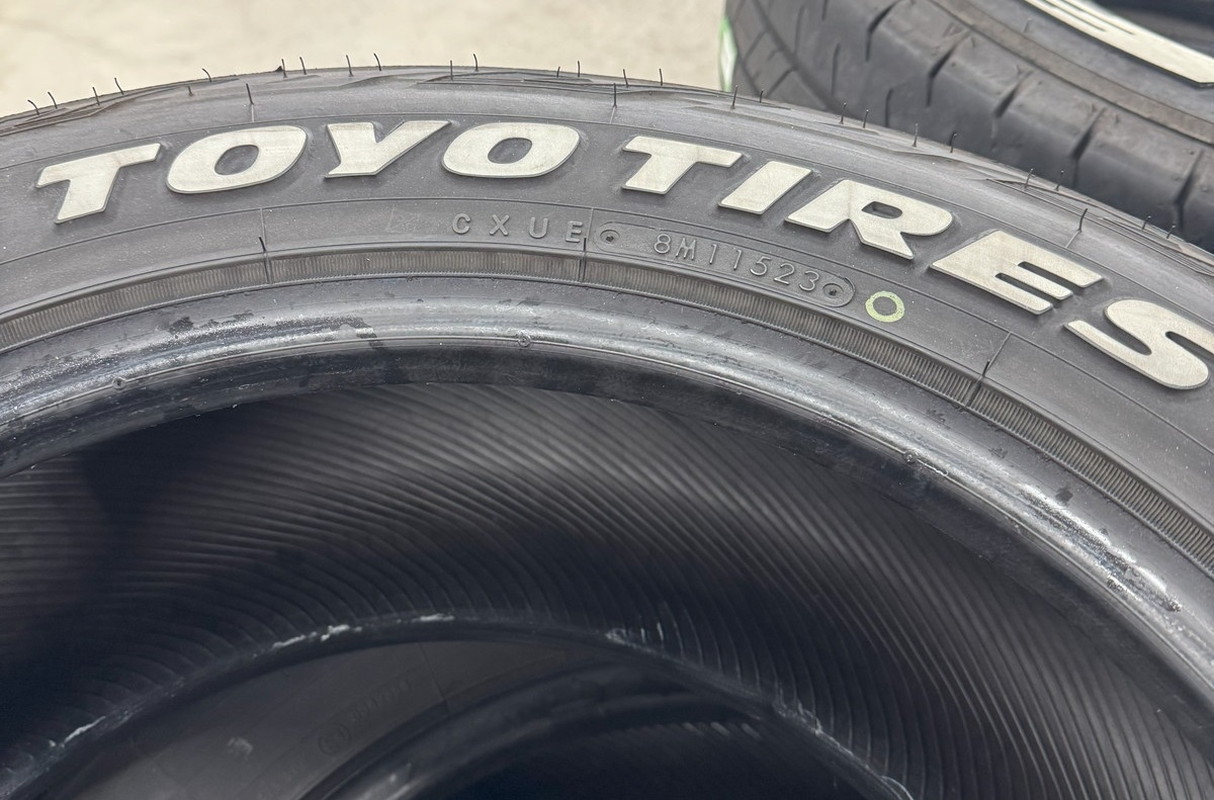 TOYO TIRES
CXUE 8M11523